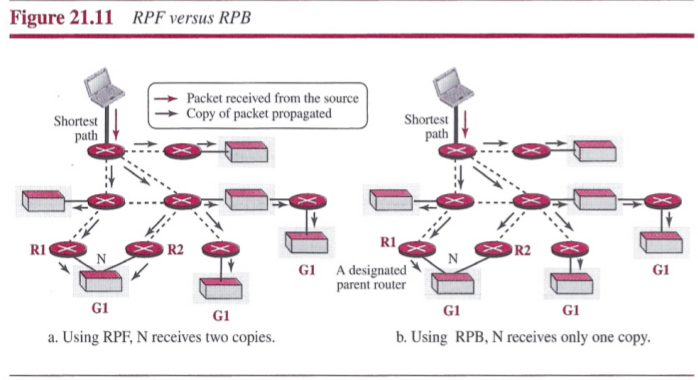 Figure 21.11 RPF versus RPB
Packet received from the source
Copy of packet propagated
Shortest
path
R1
N
R2
G1
G1
G1
a. Using RPF, N receives two copies.
Shortest
path
R1
A designated
parent router
N
R2
G1
G1
G1
b. Using RPB, N receives only one copy.